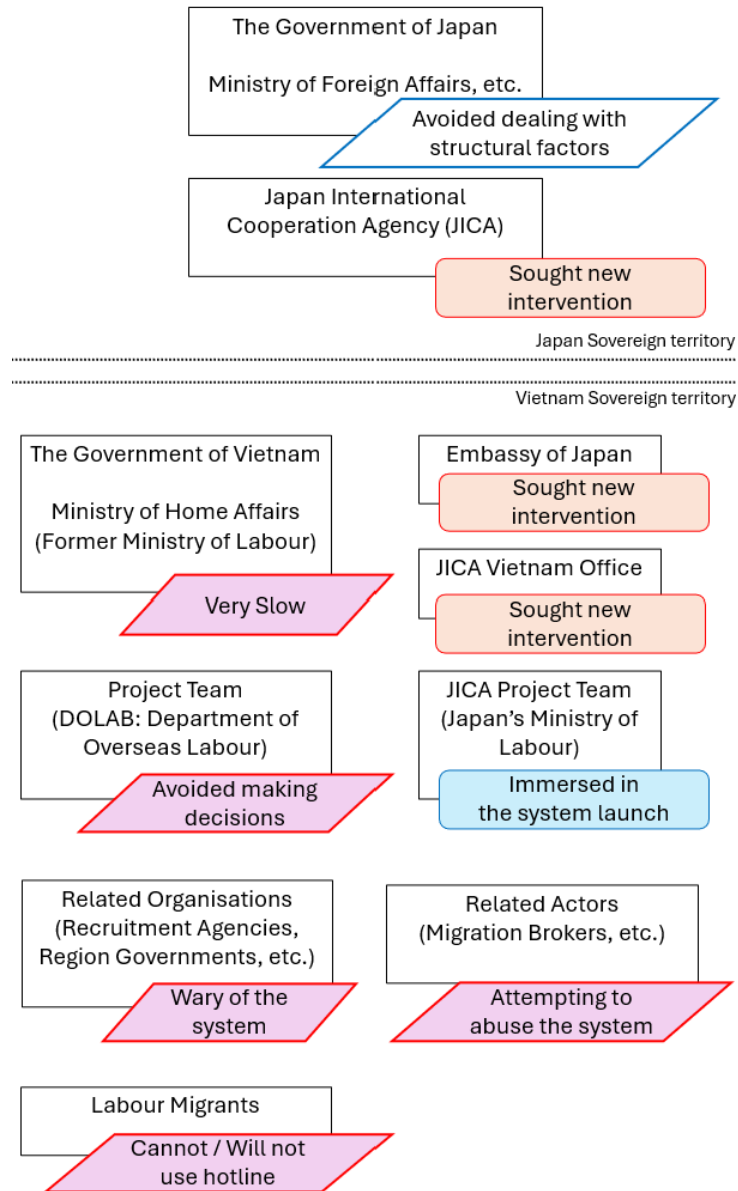 The Government of Japan
Ministry of Foreign Affairs, etc.
Avoided dealing with
structural factors
Japan International
Cooperation Agency (JICA)
Sought new
intervention
Japan Sovereign territory
Vietnam Sovereign territory
The Government of Vietnam
Ministry of Home Affairs
(Former Ministry of Labour)
Very Slow
Embassy of Japan
Sought new
intervention
JICA Vietnam Office
Sought new
intervention
Project Team
(DOLAB: Department of
Overseas Labour)
Avoided making
decisions
JICA Project Team
(Japan's Ministry of
Labour)
Immersed in
the system launch
Related Organisations
(Recruitment Agencies,
Region Governments, etc.)
Wary of the
system
Related Actors
(Migration Brokers, etc.)
Attempting to
abuse the system
Labour Migrants
Cannot / Will not
use hotline